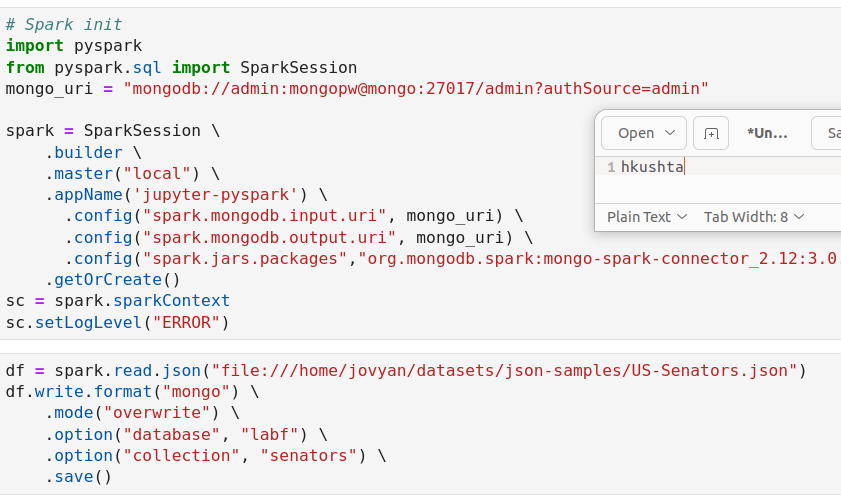 # Spark init
import pyspark
from pyspark.sql import SparkSession
mongo_uri = "mongodb://admin:mongopw@mongo:27017/admin?authSource=admin"
spark = SparkSession \
.builder \
.master("local") \
.appName('jupyter-pyspark') \
.config("spark.mongodb.input.uri", mongo_uri) \
.config("spark.mongodb.output.uri", mongo_uri) \
.config("spark.jars.packages","org.mongodb.spark:mongo-spark-connector_2.12:3.0
.getOrCreate()
sc = spark.sparkContext
sc.setLogLevel("ERROR")
Open
*Un...
Sa
1 hkushta
Plain Text
Tab Width: 8
df = spark.read.json("file:///home/jovyan/datasets/json-samples/US-Senators.json")
df.write.format("mongo") \
.mode("overwrite") \
.option("database", "labf") \
.option("collection", "senators") \
.save()